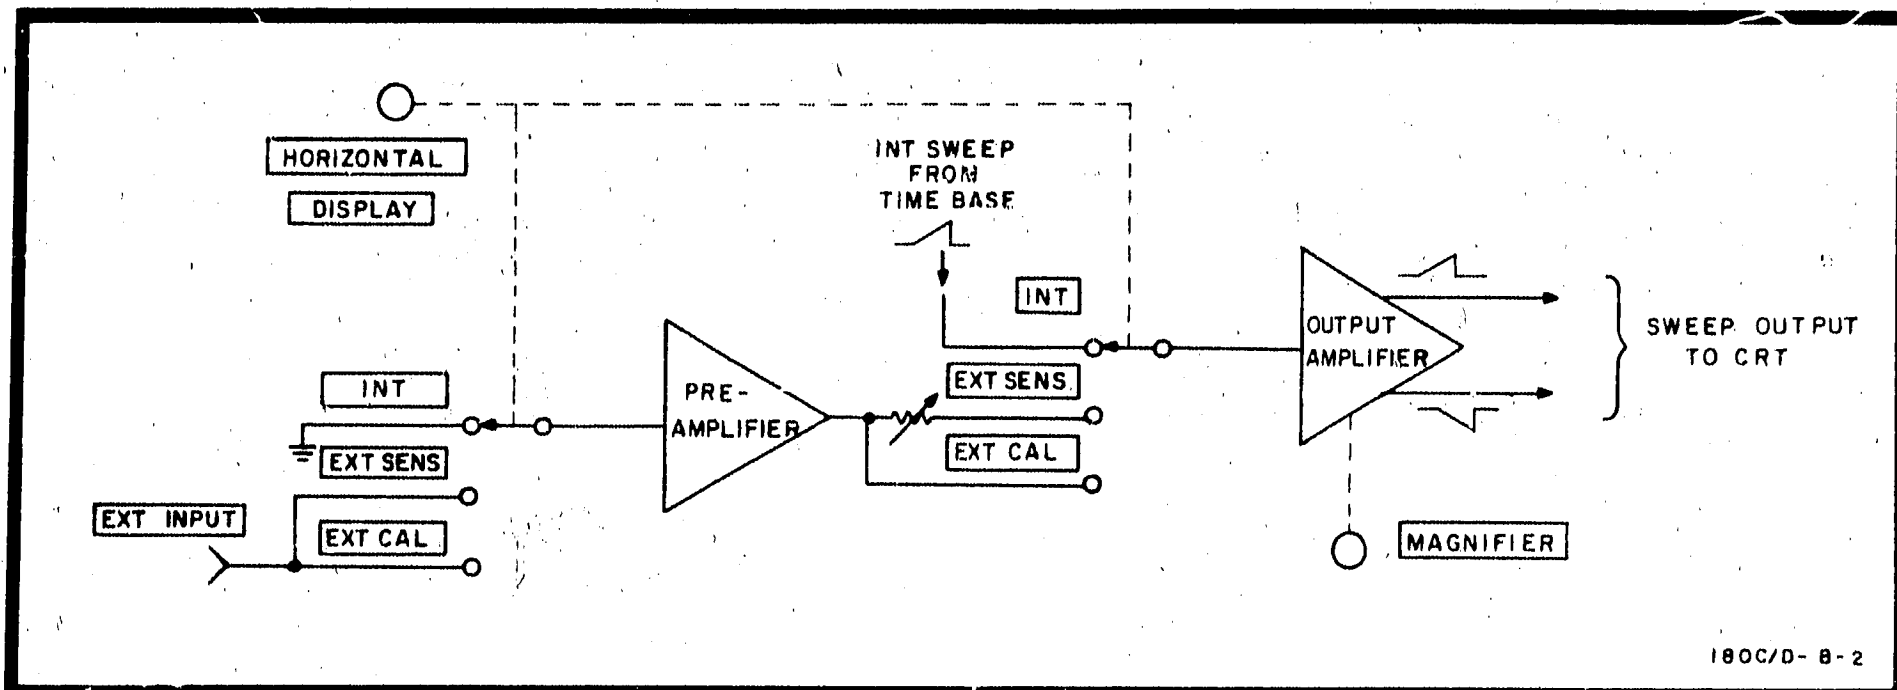 HORIZONTAL
DISPLAY
INT SWEEP
FROM
TIME BASE
INT
EXT SENS
EXT CAL
INT
EXT SENS
EXT CAL
EXT INPUT
PRE-
AMPLIFIER
OUTPUT
AMPLIFIER
SWEEP OUTPUT
TO CRT
MAGNIFIER
180C/D-8-2